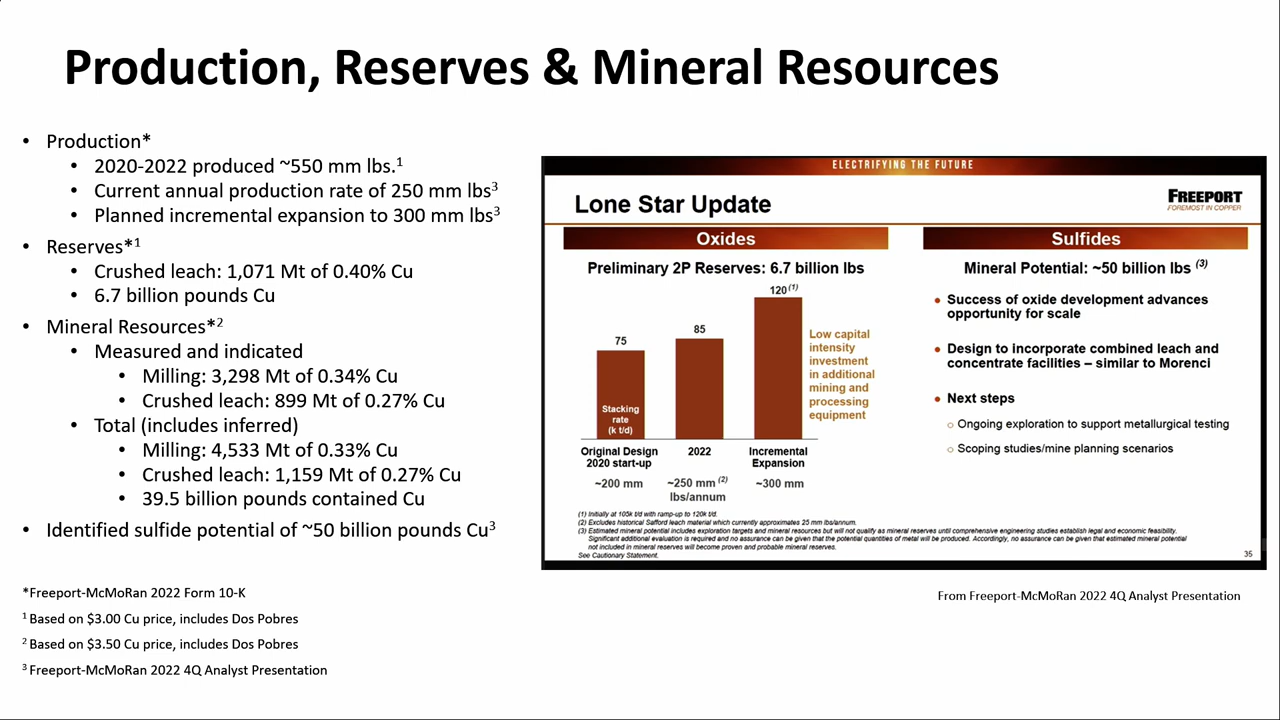 Production, Reserves & Mineral Resources
• Production*
• 2020-2022 produced ~550 mm lbs.¹
• Current annual production rate of 250 mm lbs³
• Planned incremental expansion to 300 mm lbs³
• Reserves*¹
• Crushed leach: 1,071 Mt of 0.40% Cu
• 6.7 billion pounds Cu
• Mineral Resources*²
• Measured and indicated
• Milling: 3,298 Mt of 0.34% Cu
• Crushed leach: 899 Mt of 0.27% Cu
• Total (includes inferred)
• Milling: 4,533 Mt of 0.33% Cu
• Crushed leach: 1,159 Mt of 0.27% Cu
• 39.5 billion pounds contained Cu
• Identified sulfide potential of ~50 billion pounds Cu³
*Freeport-McMoRan 2022 Form 10-K
¹ Based on $3.00 Cu price, includes Dos Pobres
² Based on $3.50 Cu price, includes Dos Pobres
³ Freeport-McMoRan 2022 4Q Analyst Presentation
ELECTRIFYING THE FUTURE
Lone Star Update
FREEPORT
FOREMOST IN COPPER
Oxides
Preliminary 2P Reserves: 6.7 billion lbs
120 (1)
85
75
Stacking
rate
(k t/d)
Low capital
intensity
investment
in additional
mining and
processing
equipment
Original Design
2020 start-up
2022
Incremental
Expansion
~200 mm
~250 mm (2)
lbs/annum
~300 mm
Sulfides
Mineral Potential: ~50 billion lbs (3)
• Success of oxide development advances
opportunity for scale
• Design to incorporate combined leach and
concentrate facilities – similar to Morenci
• Next steps
○ Ongoing exploration to support metallurgical testing
○ Scoping studies/mine planning scenarios
(1) Initially at 105k t/d with ramp-up to 120k t/d.
(2) Excludes historical Safford leach material which currently approximates 25 mm lbs/annum.
(3) Estimated mineral potential includes exploration targets and mineral resources but will not qualify as mineral reserves until comprehensive engineering studies establish legal and economic feasibility.
Significant additional evaluation is required and no assurance can be given that the potential quantities of metal will be produced. Accordingly, no assurance can be given that estimated mineral potential
not included in mineral reserves will become proven and probable mineral reserves.
See Cautionary Statement.
35
From Freeport-McMoRan 2022 4Q Analyst Presentation